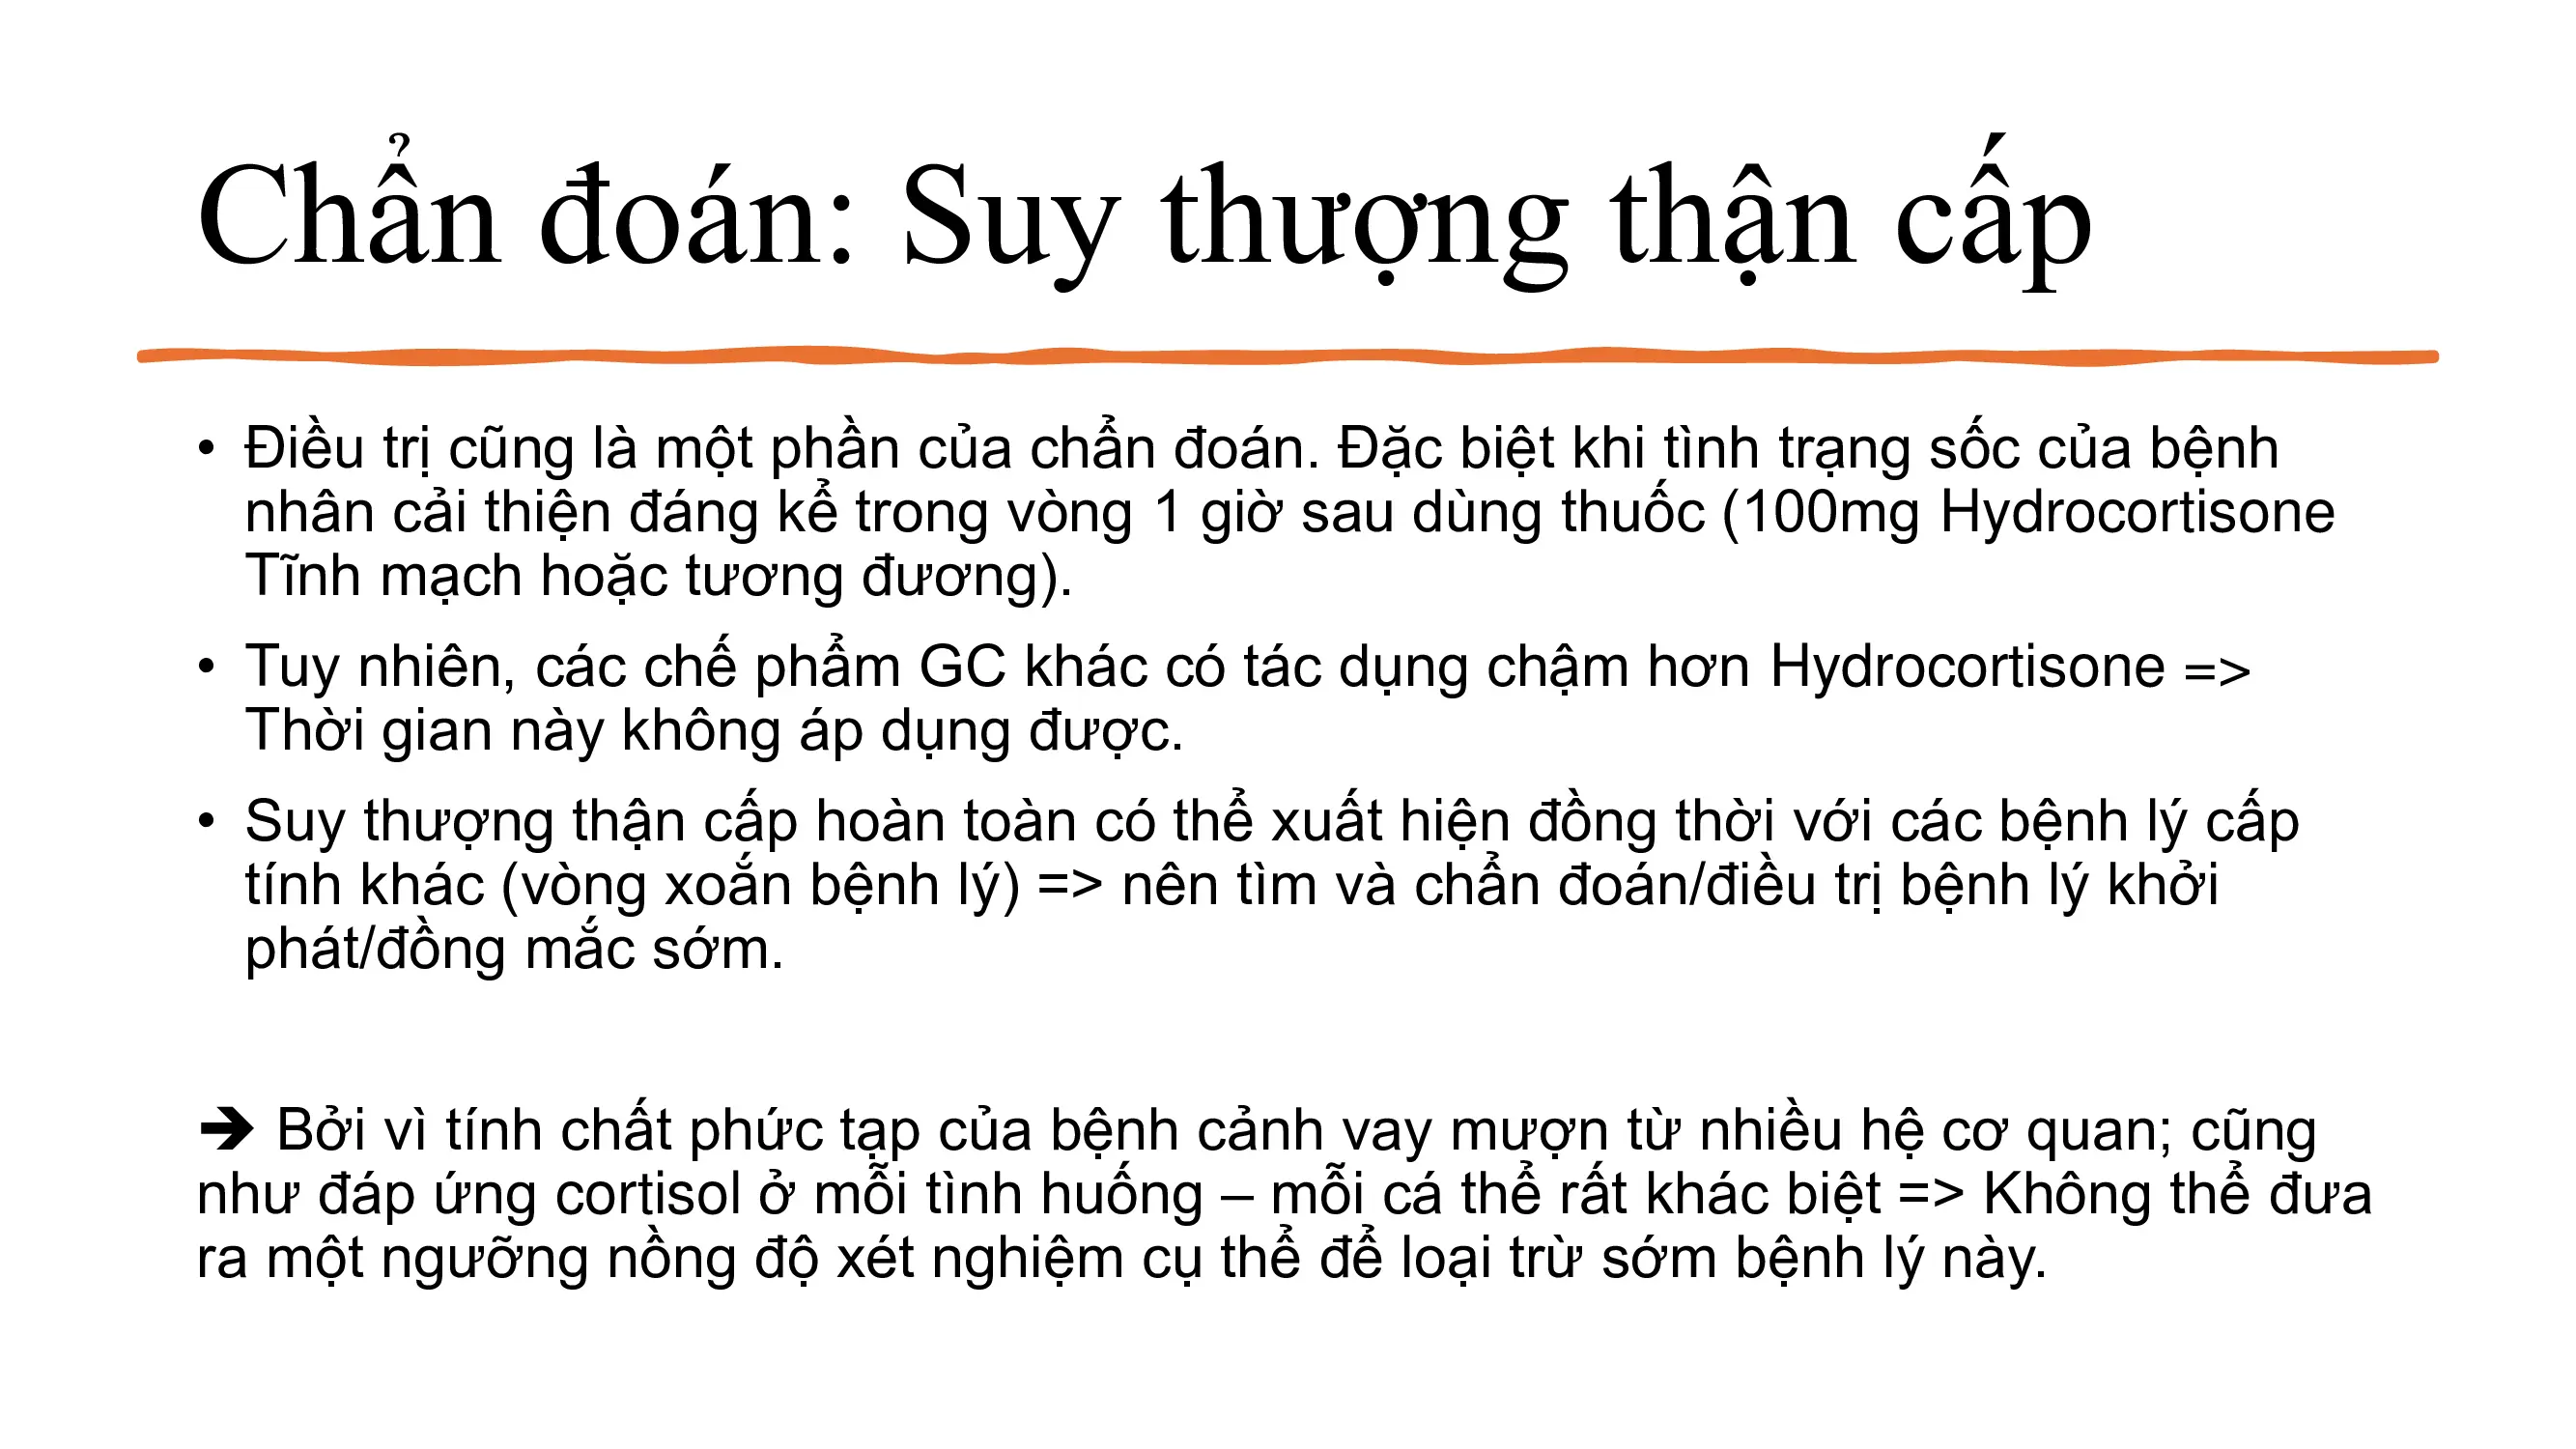 Chẩn đoán: Suy thượng thận cấp
• Điều trị cũng là một phần của chẩn đoán. Đặc biệt khi tình trạng sốc của bệnh
nhân cải thiện đáng kể trong vòng 1 giờ sau dùng thuốc (100mg Hydrocortisone
Tĩnh mạch hoặc tương đương).
• Tuy nhiên, các chế phẩm GC khác có tác dụng chậm hơn Hydrocortisone =>
Thời gian này không áp dụng được.
• Suy thượng thận cấp hoàn toàn có thể xuất hiện đồng thời với các bệnh lý cấp
tính khác (vòng xoắn bệnh lý) => nên tìm và chẩn đoán/điều trị bệnh lý khởi
phát/đồng mắc sớm.
➔ Bởi vì tính chất phức tạp của bệnh cảnh vay mượn từ nhiều hệ cơ quan; cũng
như đáp ứng cortisol ở mỗi tình huống – mỗi cá thể rất khác biệt => Không thể đưa
ra một ngưỡng nồng độ xét nghiệm cụ thể để loại trừ sớm bệnh lý này.